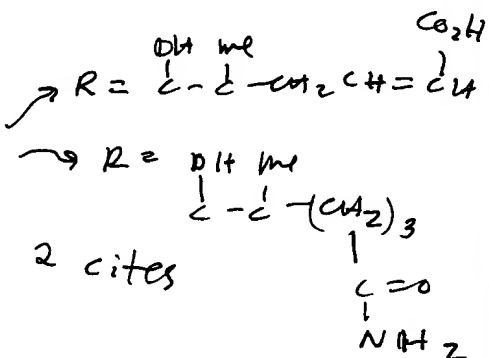 CO2H
OH me
R = C - C - CH2 CH = CH
R = OH me
C - C - (CH2)3
2 cites
C = O
NH2